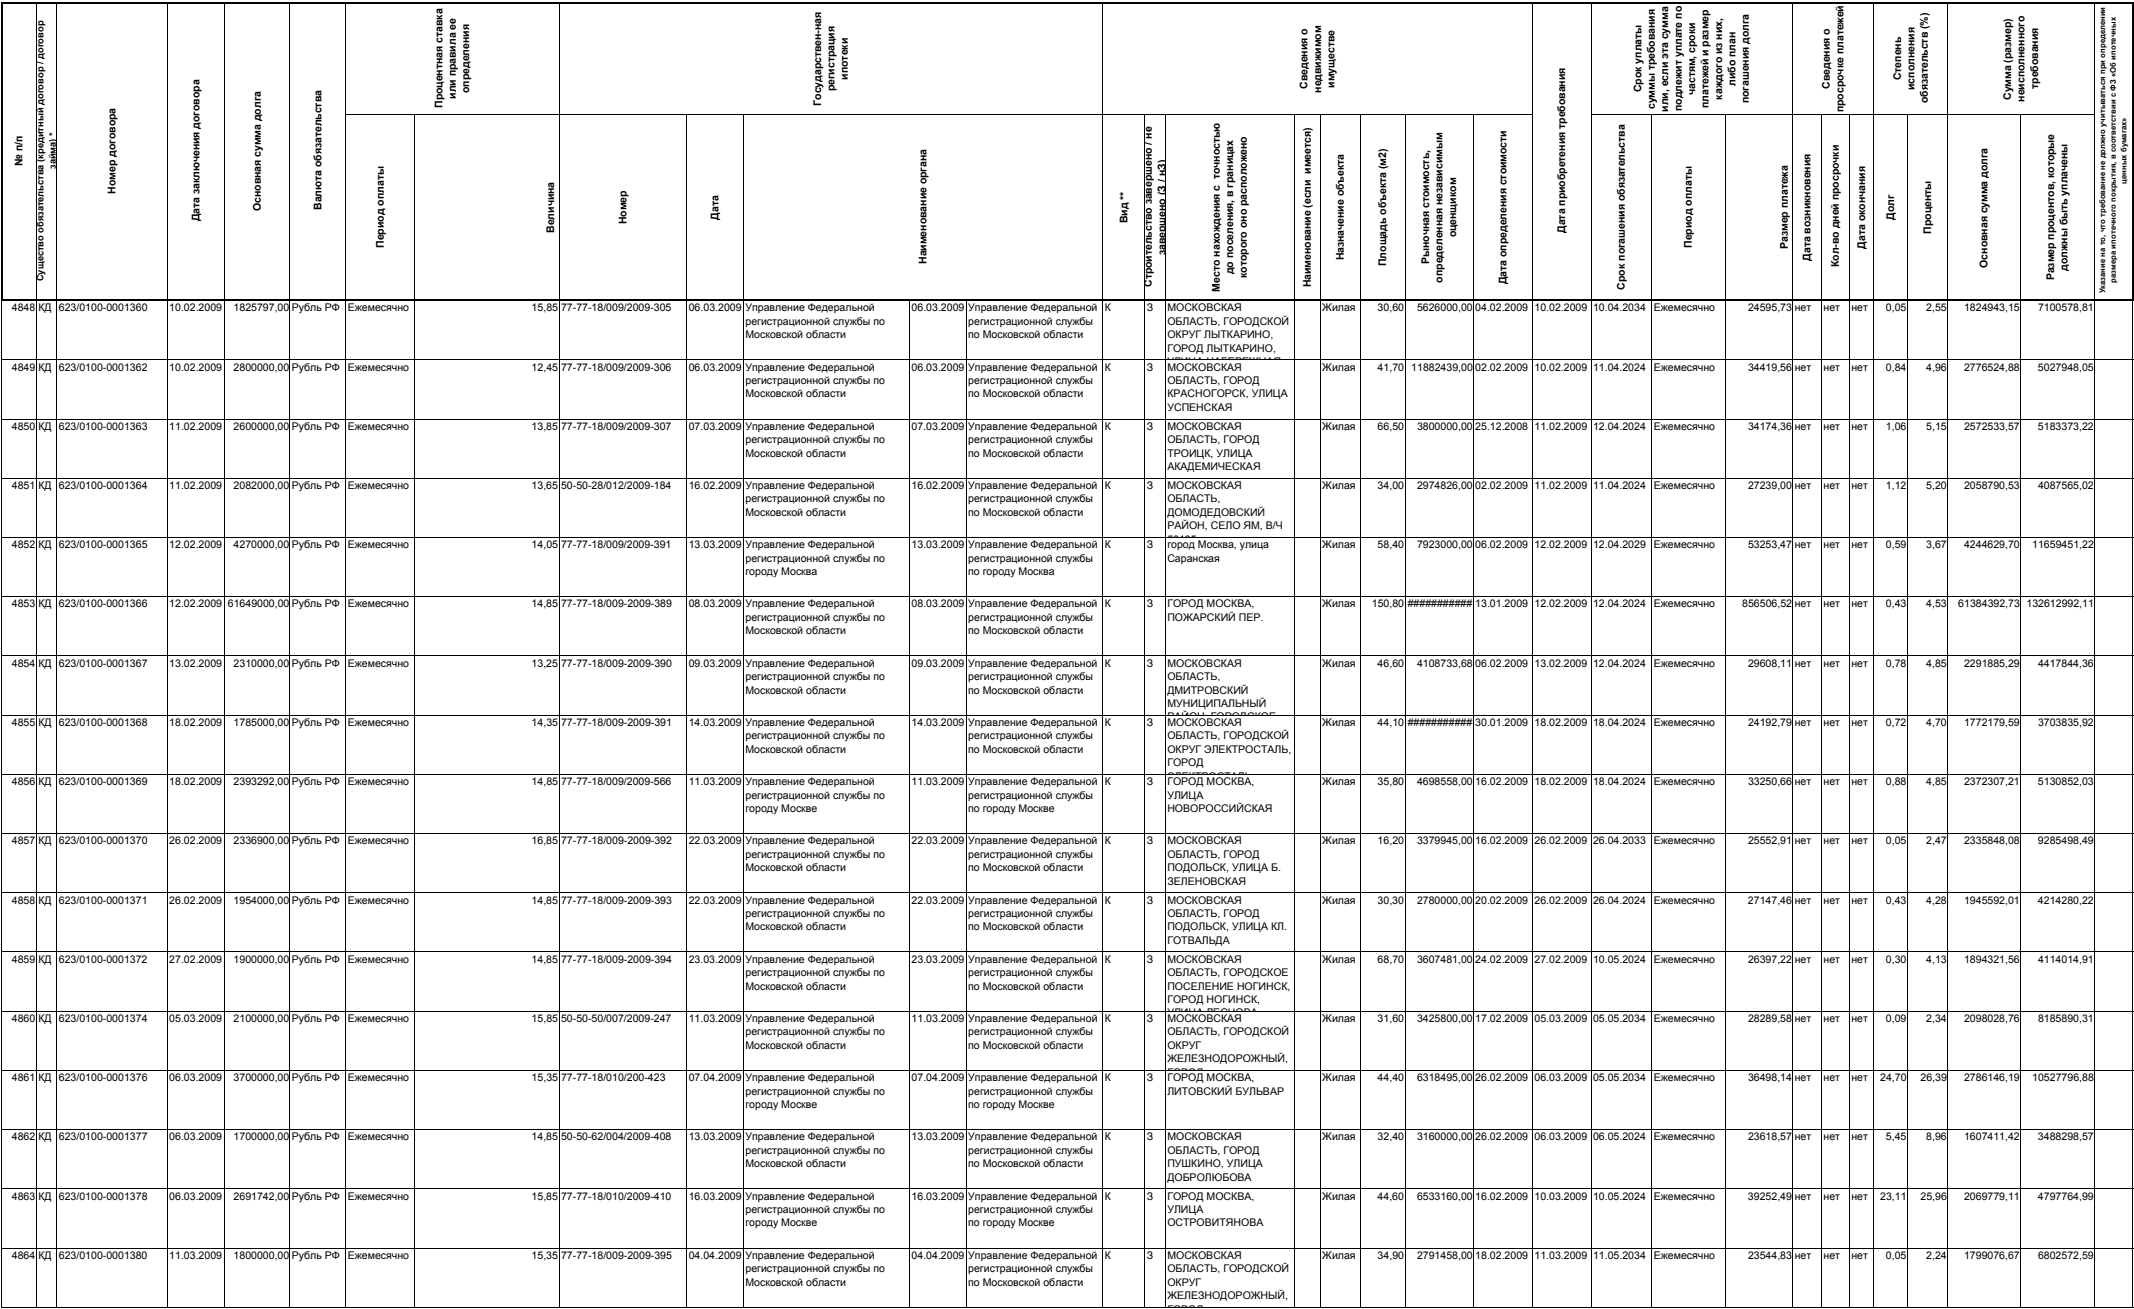 № п/п
Существо обязательства (кредитный договор / договор займа) *
Номер договора
Дата заключения договора
Основная сумма долга
Валюта обязательства
Процентная ставка или правила ее определения
Период оплаты
Величина
Государствен-ная регистрация ипотеки
Номер
Дата
Наименование органа
Сведения о недвижимом имуществе
Вид **
Строительство завершено / не завершено (З / нЗ)
Место нахождения с точностью до поселения, в границах которого оно расположено
Наименование (если имеется)
Назначение объекта
Площадь объекта (м2)
Рыночная стоимость, определенная независимым оценщиком
Дата определения стоимости
Дата приобретения требования
Срок уплаты суммы требования или, если эта сумма подлежит уплате по частям, сроки платежей и размер каждого из них, либо план погашения долга
Срок погашения обязательства
Период оплаты
Размер платежа
Сведения о просрочке платежей
Дата возникновения
Кол-во дней просрочки
Дата окончания
Степень исполнения обязательств (%)
Долг
Проценты
Сумма (размер) неисполненного требования
Основная сумма долга
Размер процентов, которые должны быть уплачены
Указание на то, что требование не должно учитываться при определении размера ипотечного покрытия, в соответствии с ФЗ «Об ипотечных ценных бумагах»
4848 КД 623/0100-0001360 10.02.2009 1825797,00 Рубль РФ Ежемесячно 15,85 77-77-18/009/2009-305 06.03.2009 Управление Федеральной регистрационной службы по Московской области 06.03.2009 Управление Федеральной регистрационной службы по Московской области К З МОСКОВСКАЯ ОБЛАСТЬ, ГОРОДСКОЙ ОКРУГ ЛЫТКАРИНО, ГОРОД ЛЫТКАРИНО, Жилая 30,60 5626000,00 04.02.2009 10.02.2009 10.04.2034 Ежемесячно 24595,73 нет нет нет 0,05 2,55 1824943,15 7100578,81
4849 КД 623/0100-0001362 10.02.2009 2800000,00 Рубль РФ Ежемесячно 12,45 77-77-18/009/2009-306 06.03.2009 Управление Федеральной регистрационной службы по Московской области 06.03.2009 Управление Федеральной регистрационной службы по Московской области К З МОСКОВСКАЯ ОБЛАСТЬ, ГОРОД КРАСНОГОРСК, УЛИЦА УСПЕНСКАЯ Жилая 41,70 11882439,00 02.02.2009 10.02.2009 11.04.2024 Ежемесячно 34419,56 нет нет нет 0,84 4,96 2776524,88 5027948,05
4850 КД 623/0100-0001363 11.02.2009 2600000,00 Рубль РФ Ежемесячно 13,85 77-77-18/009/2009-307 07.03.2009 Управление Федеральной регистрационной службы по Московской области 07.03.2009 Управление Федеральной регистрационной службы по Московской области К З МОСКОВСКАЯ ОБЛАСТЬ, ГОРОД ТРОИЦК, УЛИЦА АКАДЕМИЧЕСКАЯ Жилая 66,50 3800000,00 25.12.2008 11.02.2009 12.04.2024 Ежемесячно 34174,36 нет нет нет 1,06 5,15 2572533,57 5183373,22
4851 КД 623/0100-0001364 11.02.2009 2082000,00 Рубль РФ Ежемесячно 13,65 50-50-28/012/2009-184 16.02.2009 Управление Федеральной регистрационной службы по Московской области 16.02.2009 Управление Федеральной регистрационной службы по Московской области К З МОСКОВСКАЯ ОБЛАСТЬ, ДОМОДЕДОВСКИЙ РАЙОН, СЕЛО ЯМ, В/Ч Жилая 34,00 2974826,00 02.02.2009 11.02.2009 11.04.2024 Ежемесячно 27239,00 нет нет нет 1,12 5,20 2058790,53 4087565,02
4852 КД 623/0100-0001365 12.02.2009 4270000,00 Рубль РФ Ежемесячно 14,05 77-77-18/009/2009-391 13.03.2009 Управление Федеральной регистрационной службы по городу Москва 13.03.2009 Управление Федеральной регистрационной службы по городу Москва К З город Москва, улица Саранская Жилая 58,40 7923000,00 06.02.2009 12.02.2009 12.04.2029 Ежемесячно 53253,47 нет нет нет 0,59 3,67 4244629,70 11659451,22
4853 КД 623/0100-0001366 12.02.2009 61649000,00 Рубль РФ Ежемесячно 14,85 77-77-18/009-2009-389 08.03.2009 Управление Федеральной регистрационной службы по Московской области 08.03.2009 Управление Федеральной регистрационной службы по Московской области К З ГОРОД МОСКВА, ПОЖАРСКИЙ ПЕР. Жилая 150,80 ########### 13.01.2009 12.02.2009 12.04.2024 Ежемесячно 856506,52 нет нет нет 0,43 4,53 61384392,73 132612992,11
4854 КД 623/0100-0001367 13.02.2009 2310000,00 Рубль РФ Ежемесячно 13,25 77-77-18/009-2009-390 09.03.2009 Управление Федеральной регистрационной службы по Московской области 09.03.2009 Управление Федеральной регистрационной службы по Московской области К З МОСКОВСКАЯ ОБЛАСТЬ, ДМИТРОВСКИЙ МУНИЦИПАЛЬНЫЙ Жилая 46,60 4108733,68 06.02.2009 13.02.2009 12.04.2024 Ежемесячно 29608,11 нет нет нет 0,78 4,85 2291885,29 4417844,36
4855 КД 623/0100-0001368 18.02.2009 1785000,00 Рубль РФ Ежемесячно 14,35 77-77-18/009-2009-391 14.03.2009 Управление Федеральной регистрационной службы по Московской области 14.03.2009 Управление Федеральной регистрационной службы по Московской области К З МОСКОВСКАЯ ОБЛАСТЬ, ГОРОДСКОЙ ОКРУГ ЭЛЕКТРОСТАЛЬ, ГОРОД Жилая 44,10 ########### 30.01.2009 18.02.2009 18.04.2024 Ежемесячно 24192,79 нет нет нет 0,72 4,70 1772179,59 3703835,92
4856 КД 623/0100-0001369 18.02.2009 2393292,00 Рубль РФ Ежемесячно 14,85 77-77-18/009/2009-566 11.03.2009 Управление Федеральной регистрационной службы по городу Москве 11.03.2009 Управление Федеральной регистрационной службы по городу Москве К З ГОРОД МОСКВА, УЛИЦА НОВОРОССИЙСКАЯ Жилая 35,80 4698558,00 16.02.2009 18.02.2009 18.04.2024 Ежемесячно 33250,66 нет нет нет 0,88 4,85 2372307,21 5130852,03
4857 КД 623/0100-0001370 26.02.2009 2336900,00 Рубль РФ Ежемесячно 16,85 77-77-18/009-2009-392 22.03.2009 Управление Федеральной регистрационной службы по Московской области 22.03.2009 Управление Федеральной регистрационной службы по Московской области К З МОСКОВСКАЯ ОБЛАСТЬ, ГОРОД ПОДОЛЬСК, УЛИЦА Б. ЗЕЛЕНОВСКАЯ Жилая 16,20 3379945,00 16.02.2009 26.02.2009 26.04.2033 Ежемесячно 25552,91 нет нет нет 0,05 2,47 2335848,08 9285498,49
4858 КД 623/0100-0001371 26.02.2009 1954000,00 Рубль РФ Ежемесячно 14,85 77-77-18/009-2009-393 22.03.2009 Управление Федеральной регистрационной службы по Московской области 22.03.2009 Управление Федеральной регистрационной службы по Московской области К З МОСКОВСКАЯ ОБЛАСТЬ, ГОРОД ПОДОЛЬСК, УЛИЦА КЛ. ГОТВАЛЬДА Жилая 30,30 2780000,00 20.02.2009 26.02.2009 26.04.2024 Ежемесячно 27147,46 нет нет нет 0,43 4,28 1945592,01 4214280,22
4859 КД 623/0100-0001372 27.02.2009 1900000,00 Рубль РФ Ежемесячно 14,85 77-77-18/009-2009-394 23.03.2009 Управление Федеральной регистрационной службы по Московской области 23.03.2009 Управление Федеральной регистрационной службы по Московской области К З МОСКОВСКАЯ ОБЛАСТЬ, ГОРОДСКОЕ ПОСЕЛЕНИЕ НОГИНСК, ГОРОД НОГИНСК, Жилая 68,70 3607481,00 24.02.2009 27.02.2009 10.05.2024 Ежемесячно 26397,22 нет нет нет 0,30 4,13 1894321,56 4114014,91
4860 КД 623/0100-0001374 05.03.2009 2100000,00 Рубль РФ Ежемесячно 15,85 50-50-50/007/2009-247 11.03.2009 Управление Федеральной регистрационной службы по Московской области 11.03.2009 Управление Федеральной регистрационной службы по Московской области К З МОСКОВСКАЯ ОБЛАСТЬ, ГОРОДСКОЙ ОКРУГ ЖЕЛЕЗНОДОРОЖНЫЙ, Жилая 31,60 3425800,00 17.02.2009 05.03.2009 05.05.2034 Ежемесячно 28289,58 нет нет нет 0,09 2,34 2098028,76 8185890,31
4861 КД 623/0100-0001376 06.03.2009 3700000,00 Рубль РФ Ежемесячно 15,35 77-77-18/010/200-423 07.04.2009 Управление Федеральной регистрационной службы по городу Москве 07.04.2009 Управление Федеральной регистрационной службы по городу Москве К З ГОРОД МОСКВА, ЛИТОВСКИЙ БУЛЬВАР Жилая 44,40 6318495,00 26.02.2009 06.03.2009 05.05.2034 Ежемесячно 36498,14 нет нет нет 24,70 26,39 2786146,19 10527796,88
4862 КД 623/0100-0001377 06.03.2009 1700000,00 Рубль РФ Ежемесячно 14,85 50-50-62/004/2009-408 13.03.2009 Управление Федеральной регистрационной службы по Московской области 13.03.2009 Управление Федеральной регистрационной службы по Московской области К З МОСКОВСКАЯ ОБЛАСТЬ, ГОРОД ПУШКИНО, УЛИЦА ДОБРОЛЮБОВА Жилая 32,40 3160000,00 26.02.2009 06.03.2009 06.05.2024 Ежемесячно 23618,57 нет нет нет 5,45 8,96 1607411,42 3488298,57
4863 КД 623/0100-0001378 06.03.2009 2691742,00 Рубль РФ Ежемесячно 15,85 77-77-18/010/2009-410 16.03.2009 Управление Федеральной регистрационной службы по городу Москве 16.03.2009 Управление Федеральной регистрационной службы по городу Москве К З ГОРОД МОСКВА, УЛИЦА ОСТРОВИТЯНОВА Жилая 44,60 6533160,00 16.02.2009 10.03.2009 10.05.2024 Ежемесячно 39252,49 нет нет нет 23,11 25,96 2069779,11 4797764,99
4864 КД 623/0100-0001380 11.03.2009 1800000,00 Рубль РФ Ежемесячно 15,35 77-77-18/009-2009-395 04.04.2009 Управление Федеральной регистрационной службы по Московской области 04.04.2009 Управление Федеральной регистрационной службы по Московской области К З МОСКОВСКАЯ ОБЛАСТЬ, ГОРОДСКОЙ ОКРУГ ЖЕЛЕЗНОДОРОЖНЫЙ, Жилая 34,90 2791458,00 18.02.2009 11.03.2009 11.05.2034 Ежемесячно 23544,83 нет нет нет 0,05 2,24 1799076,67 6802572,59